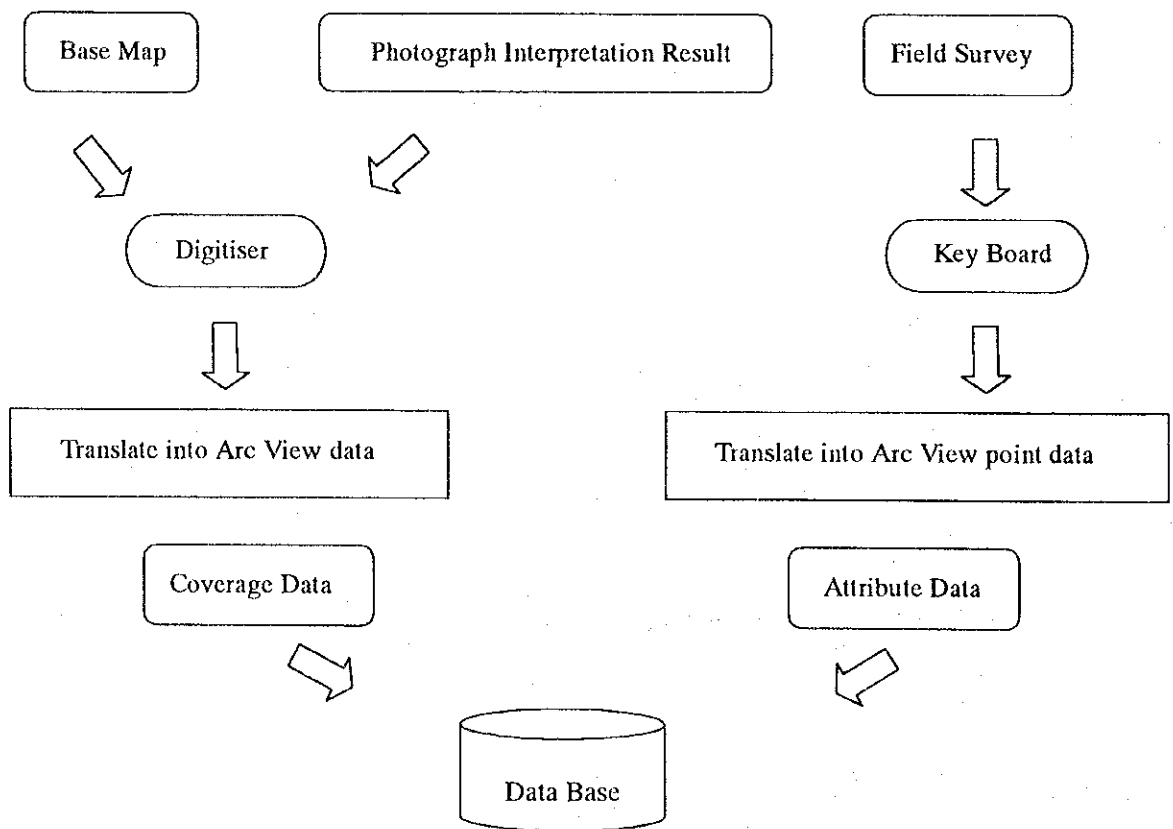 Base Map
Photograph Interpretation Result
Field Survey
Digitiser
Key Board
Translate into Arc View data
Translate into Arc View point data
Coverage Data
Attribute Data
Data Base